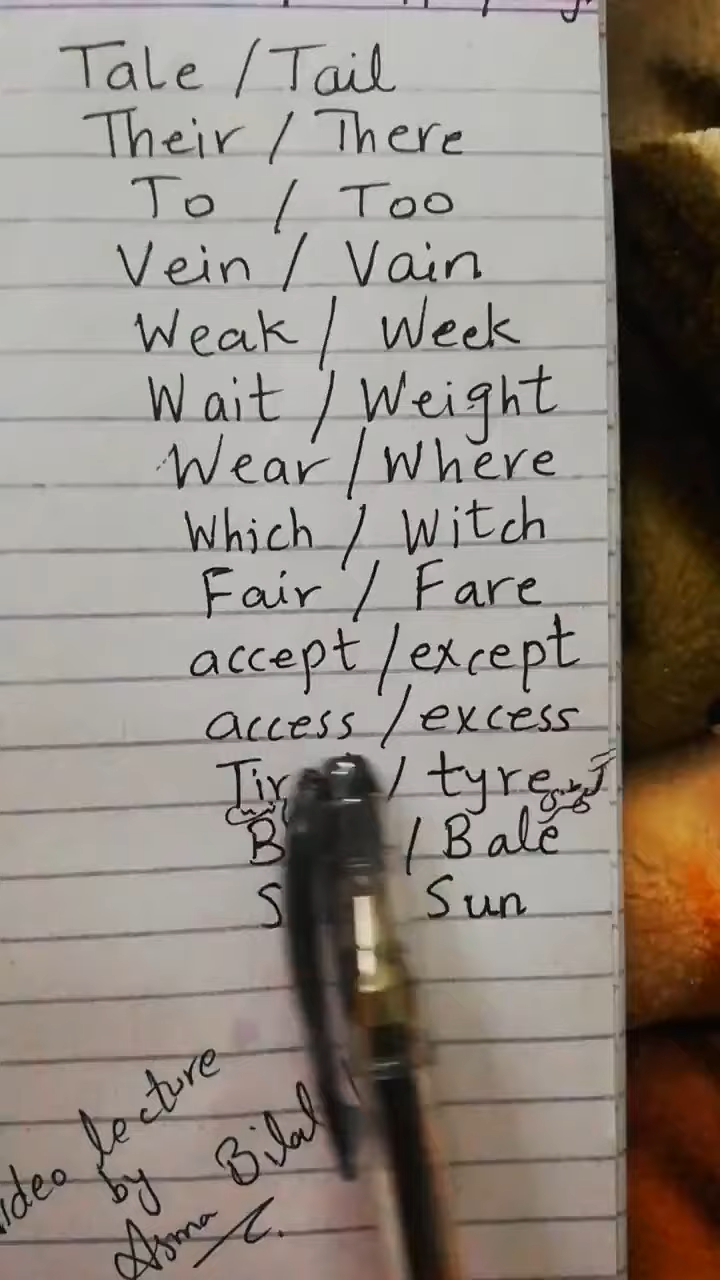 Tale / Tail
Their / There
To / Too
Vein / Vain
Weak / Week
Wait / Weight
Wear / Where
Which / Witch
Fair / Fare
accept / except
access / excess
/ tyre
/ Bale
Sun
lecture
by Bilal
Asma